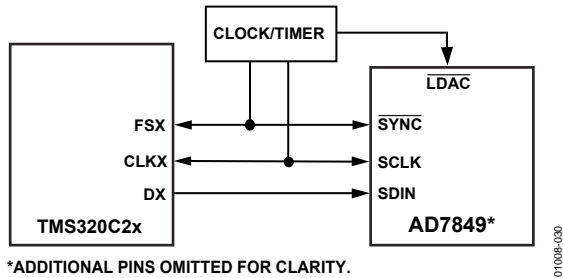 CLOCK/TIMER
LDAC
FSX
SYNC
CLKX
SCLK
DX
SDIN
TMS320C2x
AD7849*
*ADDITIONAL PINS OMITTED FOR CLARITY.
01008-030